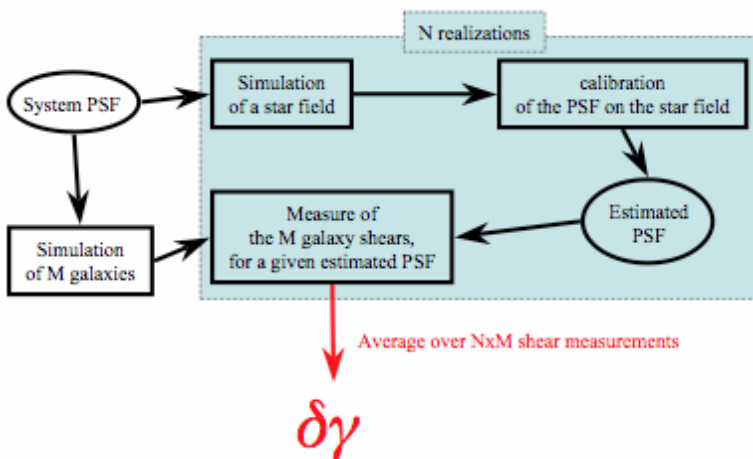 N realizations
System PSF
Simulation
of a star field
calibration
of the PSF on the star field
Simulation
of M galaxies
Measure of
the M galaxy shears,
for a given estimated PSF
Estimated
PSF
Average over NxM shear measurements
δγ